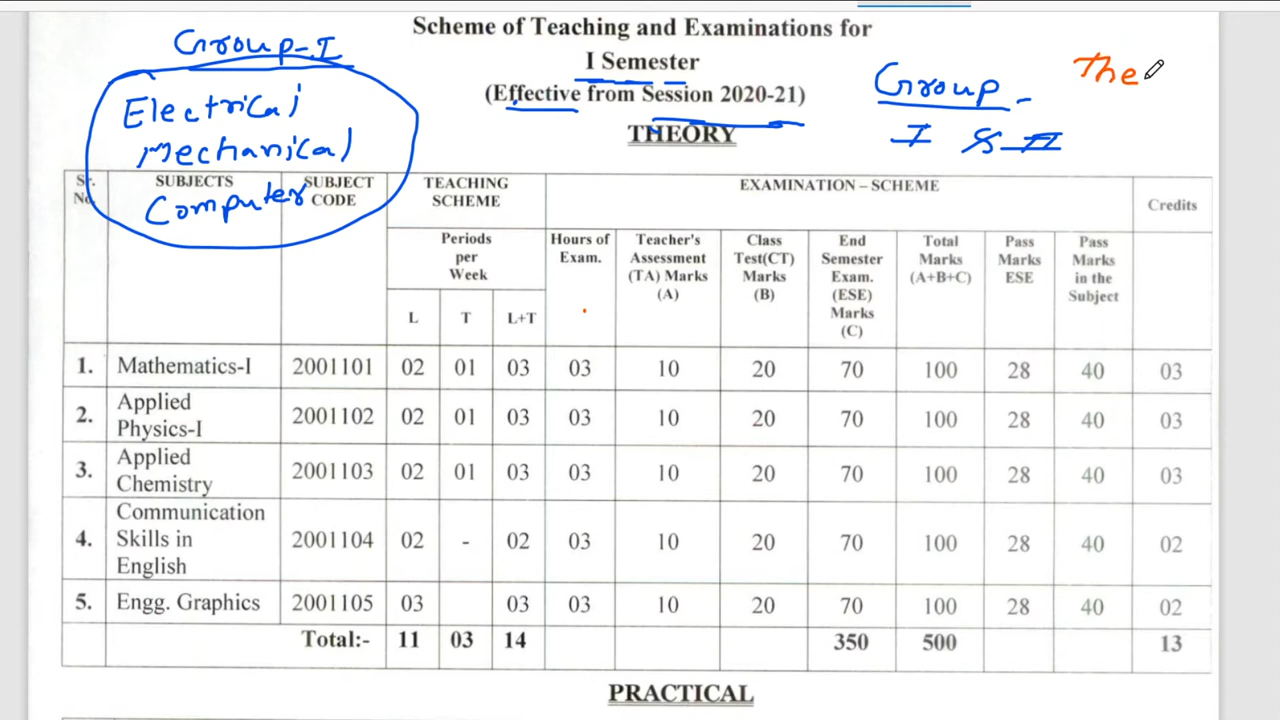 Scheme of Teaching and Examinations for
Group-I
I Semester
(Effective from Session 2020-21)
Group -
I & II
The
THEORY
Electrical
Mechanical
Computer
Sr. No. SUBJECTS SUBJECT CODE TEACHING SCHEME EXAMINATION – SCHEME Credits
Periods per Week Hours of Exam. Teacher's Assessment (TA) Marks (A) Class Test(CT) Marks (B) End Semester Exam. (ESE) Marks (C) Total Marks (A+B+C) Pass Marks ESE Pass Marks in the Subject
L T L+T
1. Mathematics-I 2001101 02 01 03 03 10 20 70 100 28 40 03
2. Applied Physics-I 2001102 02 01 03 03 10 20 70 100 28 40 03
3. Applied Chemistry 2001103 02 01 03 03 10 20 70 100 28 40 03
4. Communication Skills in English 2001104 02 - 02 03 10 20 70 100 28 40 02
5. Engg. Graphics 2001105 03 03 03 10 20 70 100 28 40 02
Total:- 11 03 14 350 500 13
PRACTICAL